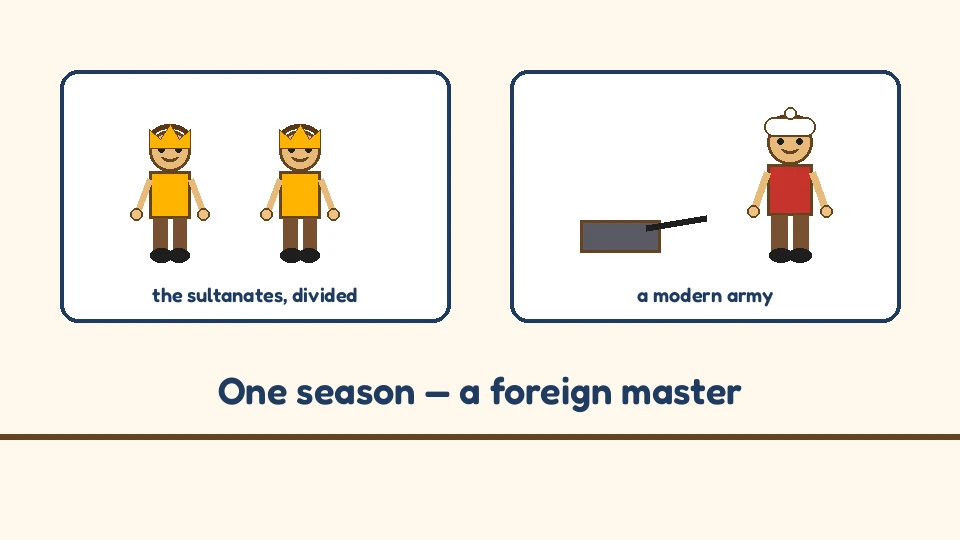 the sultanates, divided
a modern army
One season — a foreign master